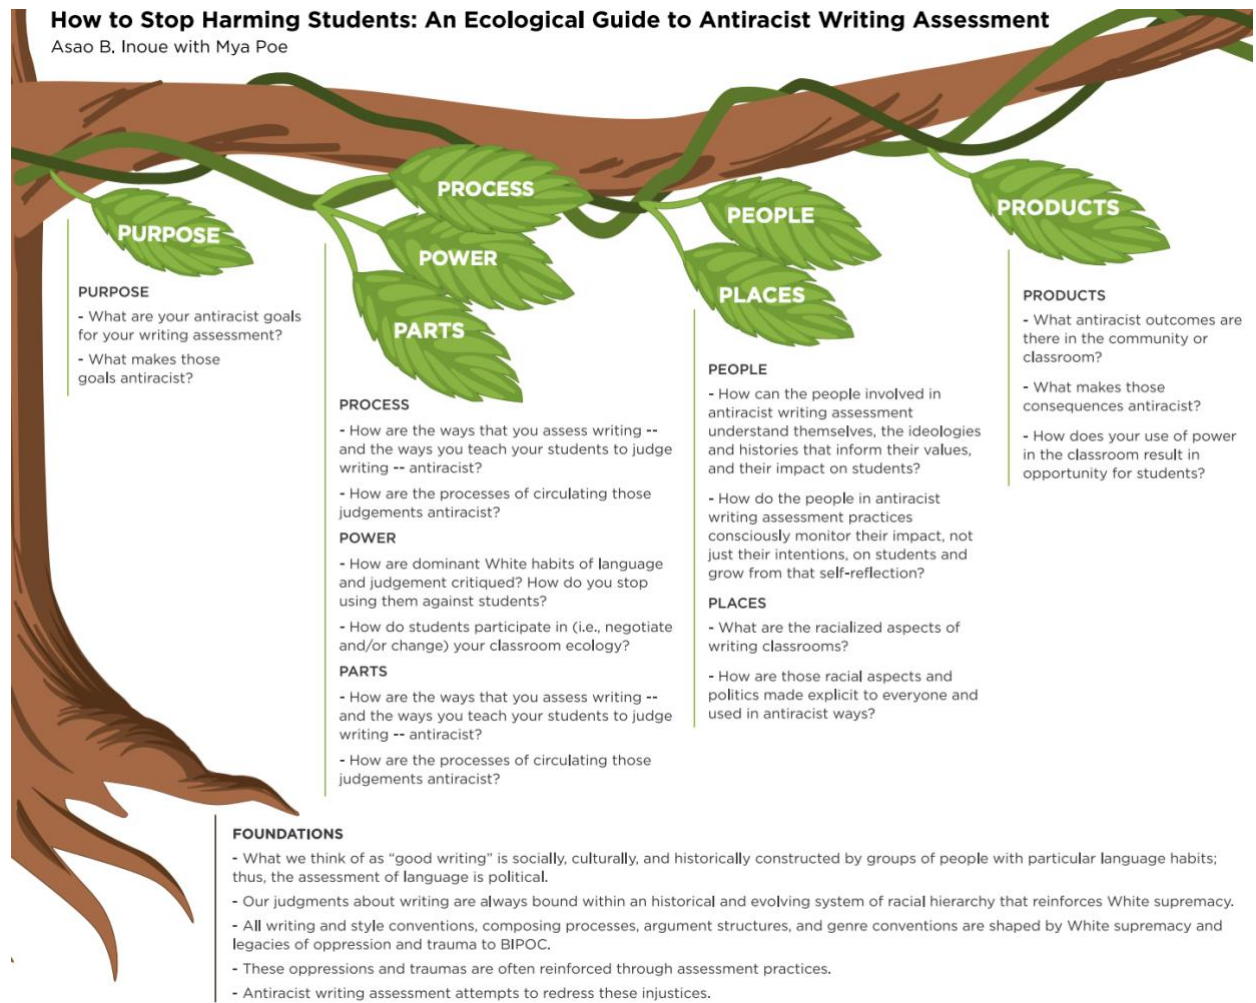 How to Stop Harming Students: An Ecological Guide to Antiracist Writing Assessment
Asao B. Inoue with Mya Poe
PURPOSE
PROCESS
POWER
PARTS
PEOPLE
PLACES
PRODUCTS
PURPOSE
- What are your antiracist goals
for your writing assessment?
- What makes those
goals antiracist?
PROCESS
- How are the ways that you assess writing --
and the ways you teach your students to judge
writing -- antiracist?
- How are the processes of circulating those
judgements antiracist?
POWER
- How are dominant White habits of language
and judgement critiqued? How do you stop
using them against students?
- How do students participate in (i.e., negotiate
and/or change) your classroom ecology?
PARTS
- How are the ways that you assess writing --
and the ways you teach your students to judge
writing -- antiracist?
- How are the processes of circulating those
judgements antiracist?
PEOPLE
- How can the people involved in
antiracist writing assessment
understand themselves, the ideologies
and histories that inform their values,
and their impact on students?
- How do the people in antiracist
writing assessment practices
consciously monitor their impact, not
just their intentions, on students and
grow from that self-reflection?
PLACES
- What are the racialized aspects of
writing classrooms?
- How are those racial aspects and
politics made explicit to everyone and
used in antiracist ways?
PRODUCTS
- What antiracist outcomes are
there in the community or
classroom?
- What makes those
consequences antiracist?
- How does your use of power
in the classroom result in
opportunity for students?
FOUNDATIONS
- What we think of as “good writing” is socially, culturally, and historically constructed by groups of people with particular language habits;
thus, the assessment of language is political.
- Our judgments about writing are always bound within an historical and evolving system of racial hierarchy that reinforces White supremacy.
- All writing and style conventions, composing processes, argument structures, and genre conventions are shaped by White supremacy and
legacies of oppression and trauma to BIPOC.
- These oppressions and traumas are often reinforced through assessment practices.
- Antiracist writing assessment attempts to redress these injustices.